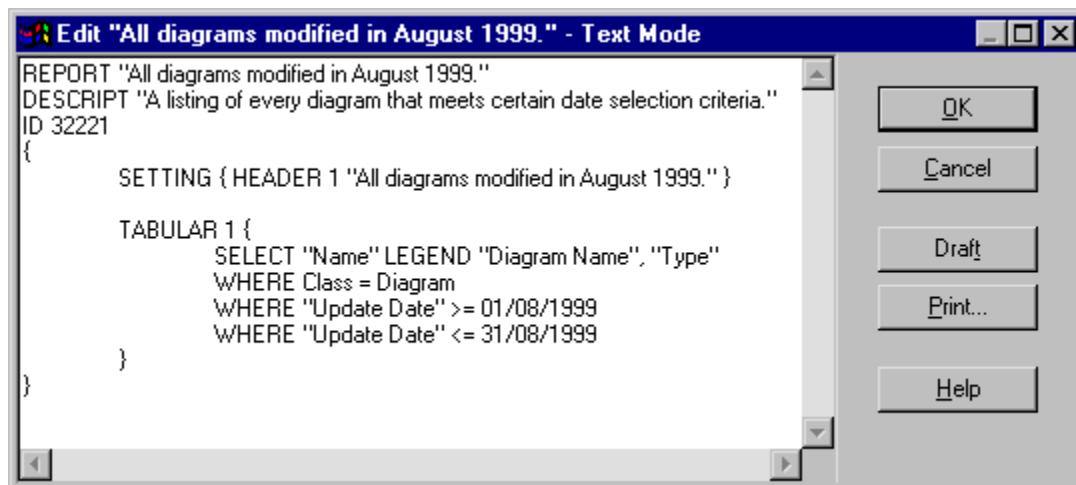 Edit "All diagrams modified in August 1999." - Text Mode
REPORT "All diagrams modified in August 1999."
DESCRIPT "A listing of every diagram that meets certain date selection criteria."
ID 32221
{
SETTING { HEADER 1 "All diagrams modified in August 1999." }
TABULAR 1 {
SELECT "Name" LEGEND "Diagram Name", "Type"
WHERE Class = Diagram
WHERE "Update Date" >= 01/08/1999
WHERE "Update Date" <= 31/08/1999
}
}
OK
Cancel
Draft
Print...
Help